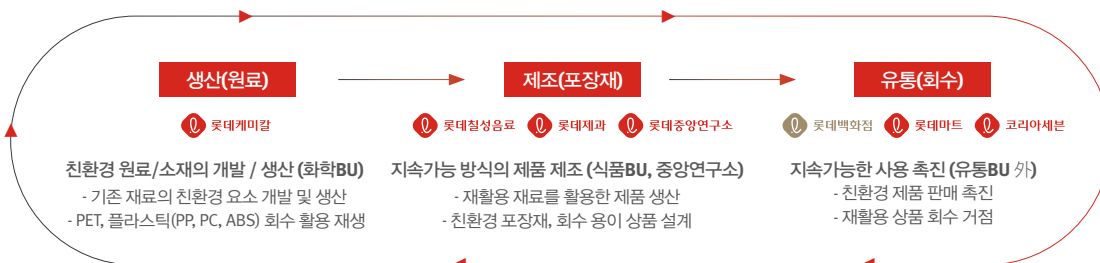 생산(원료)
제조(포장재)
유통(회수)
롯데케미칼
롯데칠성음료 롯데제과 롯데중앙연구소
롯데백화점 롯데마트 코리아세븐
친환경 원료/소재의 개발 / 생산 (화학BU)
- 기존 재료의 친환경 요소 개발 및 생산
- PET, 플라스틱(PP, PC, ABS) 회수 활용 재생
지속가능 방식의 제품 제조 (식품BU, 중앙연구소)
- 재활용 재료를 활용한 제품 생산
- 친환경 포장재, 회수 용이 상품 설계
지속가능한 사용 촉진 (유통BU 外)
- 친환경 제품 판매 촉진
- 재활용 상품 회수 거점